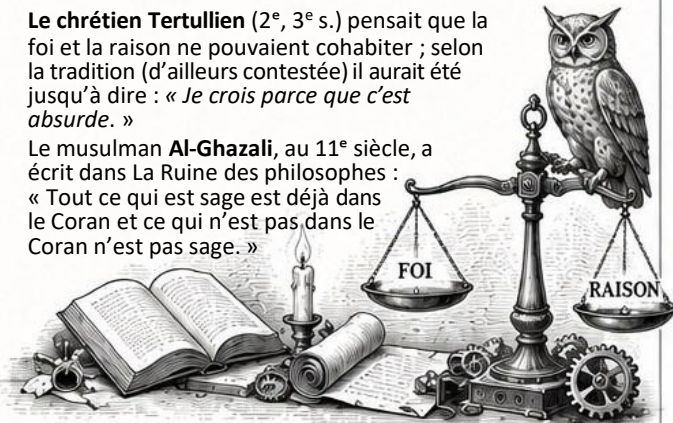 Le chrétien Tertullien (2e, 3e s.) pensait que la
foi et la raison ne pouvaient cohabiter ; selon
la tradition (d’ailleurs contestée) il aurait été
jusqu’à dire : « Je crois parce que c’est
absurde. »
Le musulman Al-Ghazali, au 11e siècle, a
écrit dans La Ruine des philosophes :
« Tout ce qui est sage est déjà dans
le Coran et ce qui n’est pas dans le
Coran n’est pas sage. »
FOI
RAISON